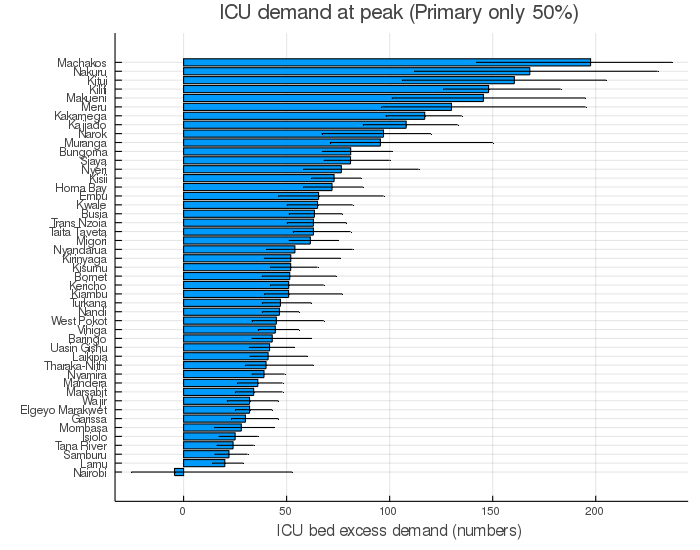 ICU demand at peak (Primary only 50%)
Machakos
Nakuru
Kitui
Kilifi
Makueni
Meru
Kakamega
Kajiado
Narok
Muranga
Bungoma
Siaya
Nyeri
Kisii
Homa Bay
Embu
Kwale
Busia
Trans Nzoia
Taita Taveta
Migori
Nyandarua
Kirinyaga
Kisumu
Bomet
Kericho
Kiambu
Turkana
Nandi
West Pokot
Vihiga
Baringo
Uasin Gishu
Laikipia
Tharaka-Nithi
Nyamira
Mandera
Marsabit
Wajir
Elgeyo Marakwet
Garissa
Mombasa
Isiolo
Tana River
Samburu
Lamu
Nairobi
0 50 100 150 200
ICU bed excess demand (numbers)